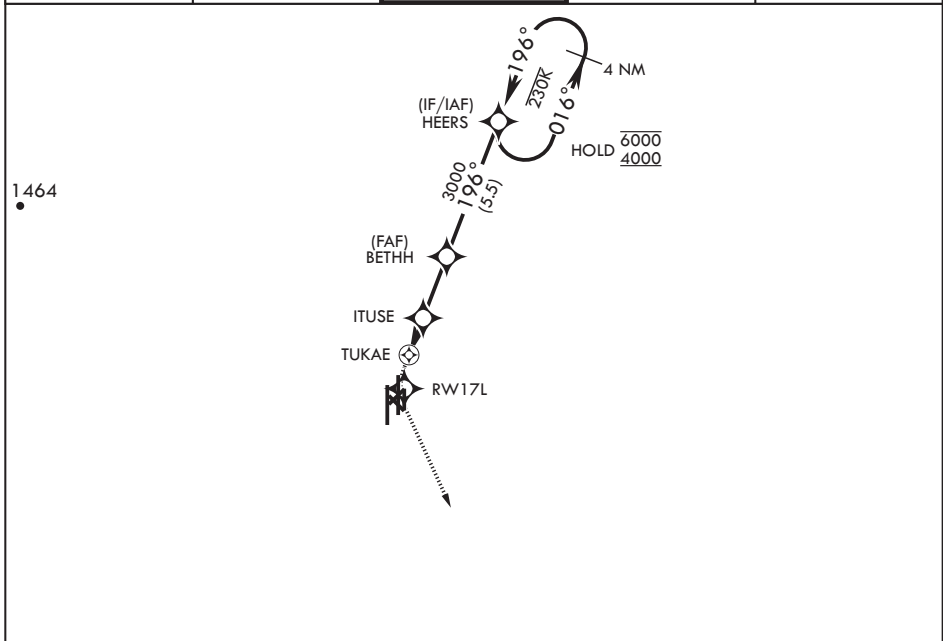 196°
4 NM
230K
(IF/IAF)
HEERS
016°
HOLD 6000
4000
3000
196°
(5.5)
1464
(FAF)
BETHH
ITUSE
TUKAE
RW17L